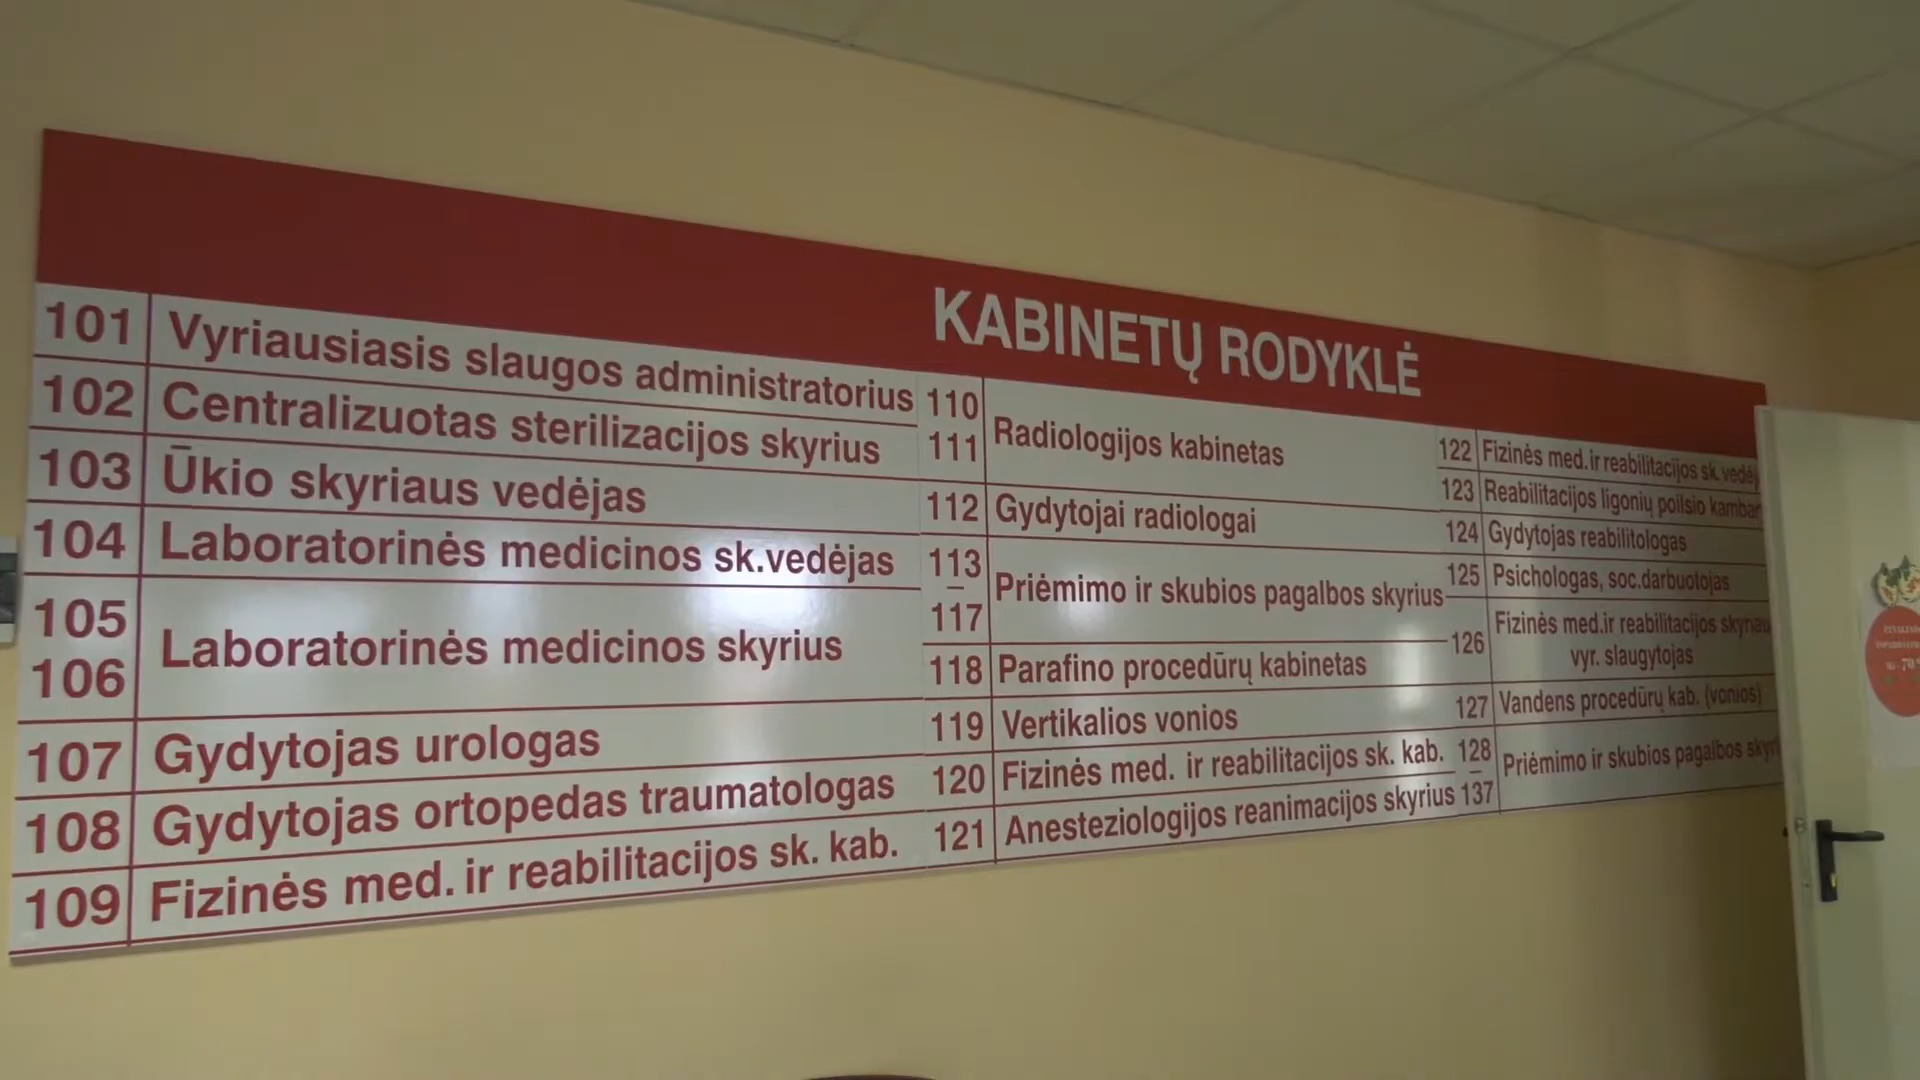 KABINETŲ RODYKLĖ
101 Vyriausiasis slaugos administratorius
102 Centralizuotas sterilizacijos skyrius
103 Ūkio skyriaus vedėjas
104 Laboratorinės medicinos sk.vedėjas
105
106
Laboratorinės medicinos skyrius
107 Gydytojas urologas
108 Gydytojas ortopedas traumatologas
109 Fizinės med. ir reabilitacijos sk. kab.
110
111
Radiologijos kabinetas
112 Gydytojai radiologai
113
–
117
Priėmimo ir skubios pagalbos skyrius
118 Parafino procedūrų kabinetas
119 Vertikalios vonios
120 Fizinės med. ir reabilitacijos sk. kab.
121 Anesteziologijos reanimacijos skyrius
122 Fizinės med. ir reabilitacijos sk. vedėj
123 Reabilitacijos ligonių poilsio kambar
124 Gydytojas reabilitologas
125 Psichologas, soc.darbuotojas
126
Fizinės med.ir reabilitacijos skyriau
vyr. slaugytojas
127 Vandens procedūrų kab. (vonios)
128
–
137
Priėmimo ir skubios pagalbos skyri